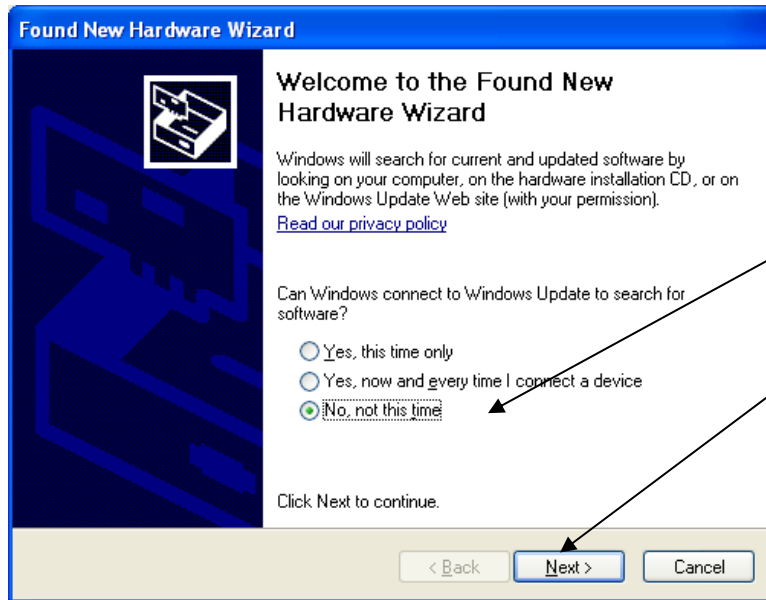 Found New Hardware Wizard
Welcome to the Found New
Hardware Wizard
Windows will search for current and updated software by
looking on your computer, on the hardware installation CD, or on
the Windows Update Web site (with your permission).
Read our privacy policy
Can Windows connect to Windows Update to search for
software?
Yes, this time only
Yes, now and every time I connect a device
No, not this time
Click Next to continue.
< Back Next > Cancel